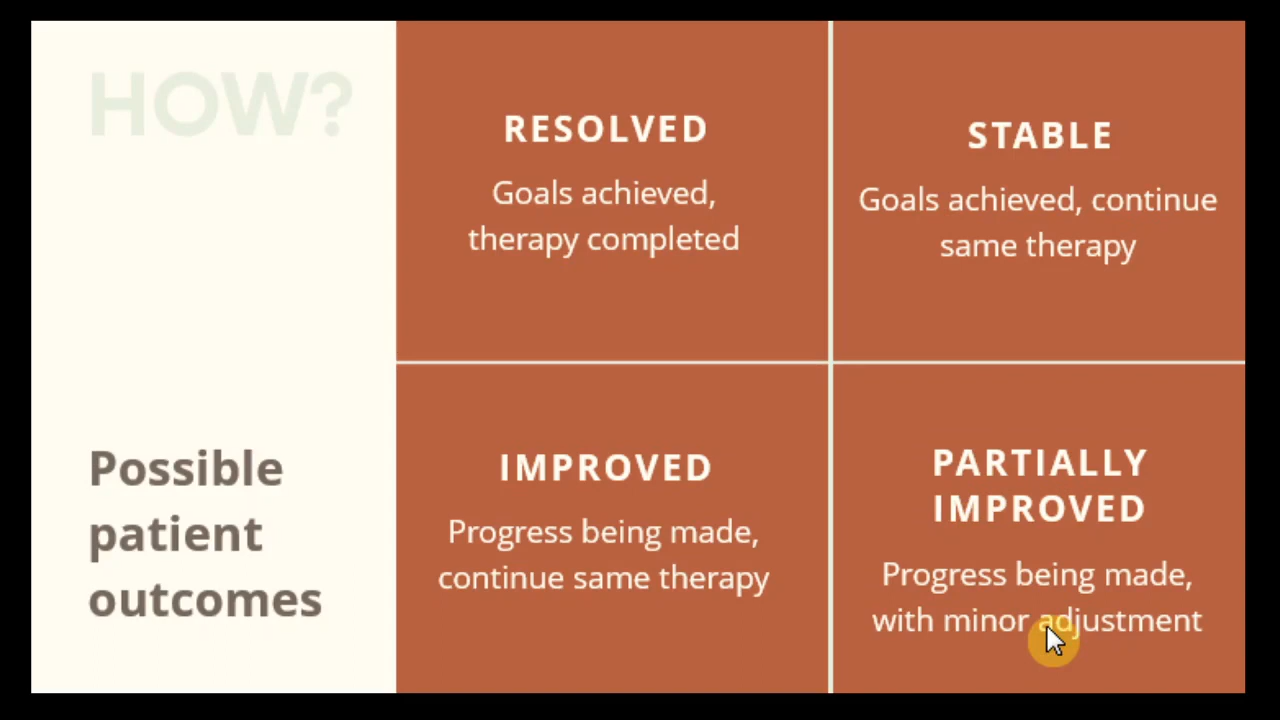 HOW?
Possible
patient
outcomes
RESOLVED
Goals achieved,
therapy completed
STABLE
Goals achieved, continue
same therapy
IMPROVED
Progress being made,
continue same therapy
PARTIALLY
IMPROVED
Progress being made,
with minor adjustment